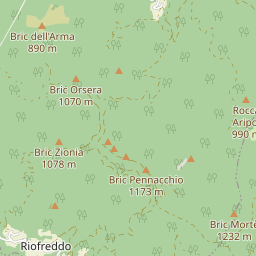 Bric dell'Arma
890 m
Bric Orsera
1070 m
Rocca
Aripo
990 m
Bric Zionia
1078 m
Bric Pennacchio
1173 m
Bric Morte
1232 m
Riofreddo